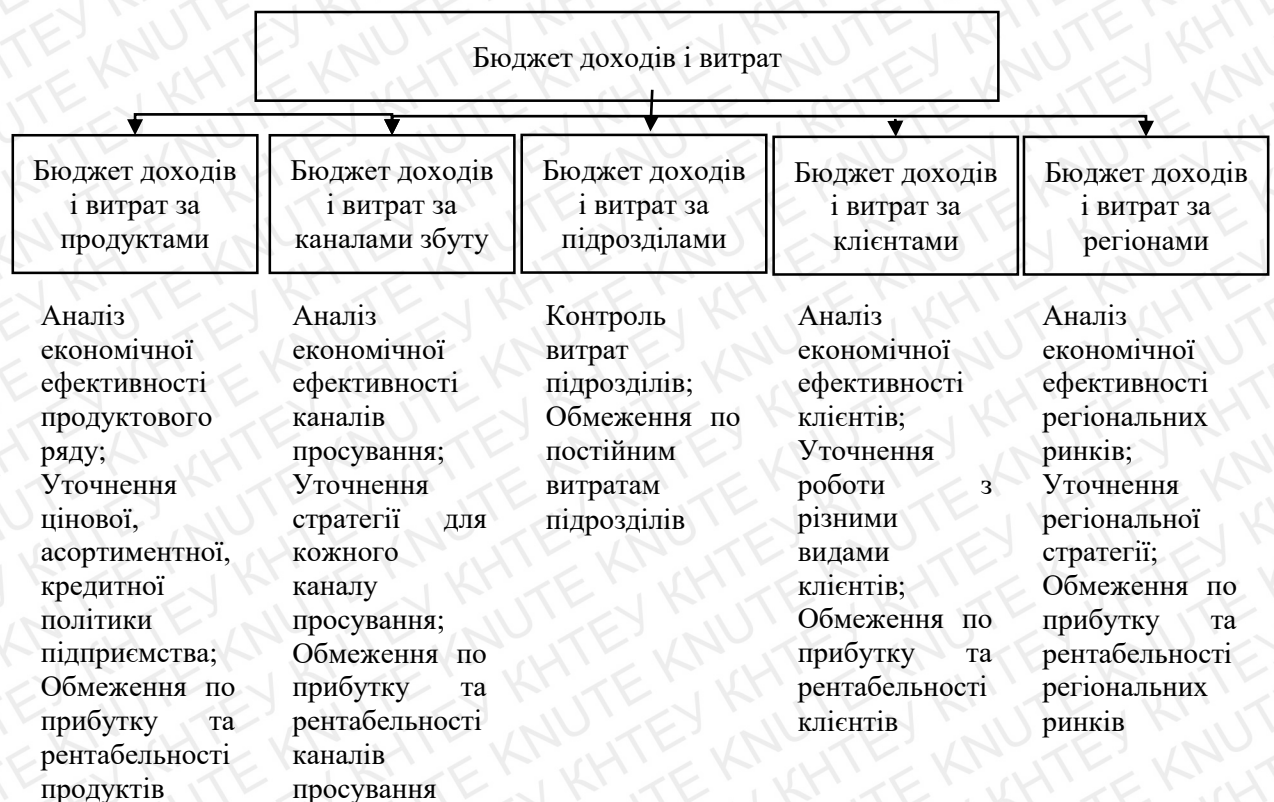 Бюджет доходів і витрат
Бюджет доходів
і витрат за
продуктами
Бюджет доходів
і витрат за
каналами збуту
Бюджет доходів
і витрат за
підрозділами
Бюджет доходів
і витрат за
клієнтами
Бюджет доходів
і витрат за
регіонами
Аналіз
економічної
ефективності
продуктового
ряду;
Уточнення
цінової,
асортиментної,
кредитної
політики
підприємства;
Обмеження по
прибутку та
рентабельності
продуктів
Аналіз
економічної
ефективності
каналів
просування;
Уточнення
стратегії для
кожного
каналу
просування;
Обмеження по
прибутку та
рентабельності
каналів
просування
Контроль
витрат
підрозділів;
Обмеження по
постійним
витратам
підрозділів
Аналіз
економічної
ефективності
клієнтів;
Уточнення
роботи з
різними
видами
клієнтів;
Обмеження по
прибутку та
рентабельності
клієнтів
Аналіз
економічної
ефективності
регіональних
ринків;
Уточнення
регіональної
стратегії;
Обмеження по
прибутку та
рентабельності
регіональних
ринків